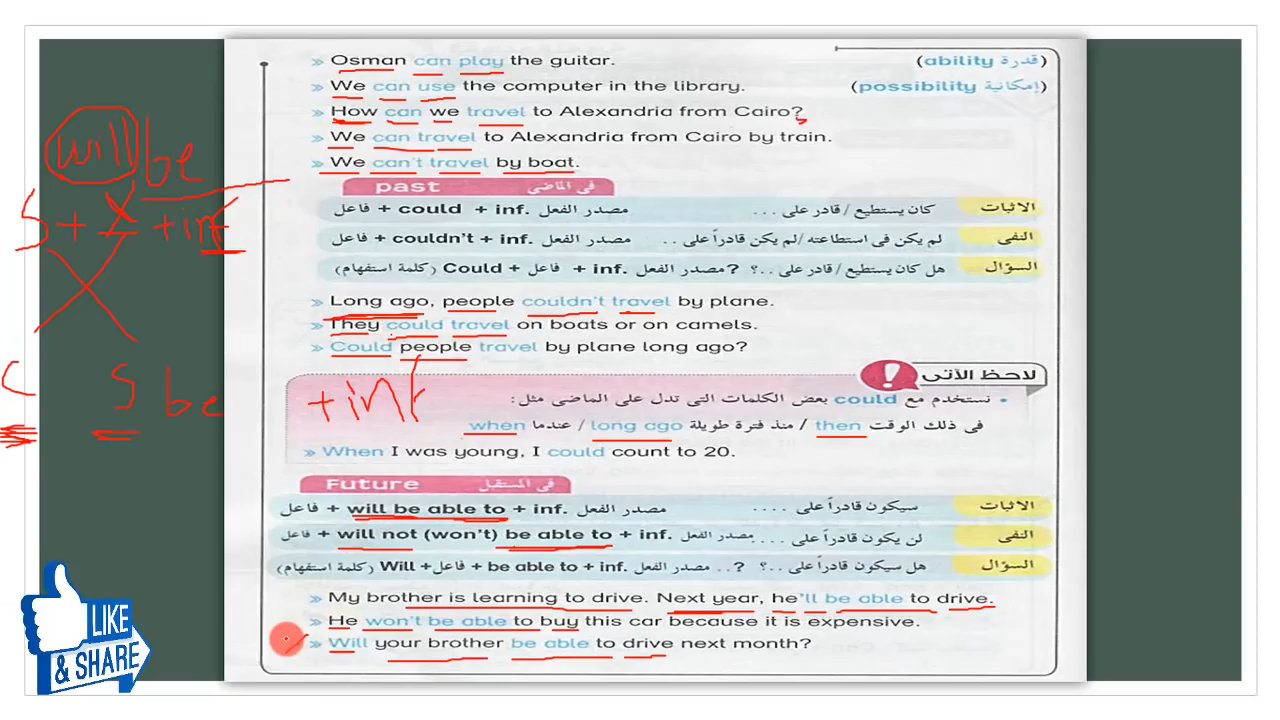 Osman can play the guitar. (ability قدرة)
We can use the computer in the library. (possibility إمكانية)
» How can we travel to Alexandria from Cairo?
» We can travel to Alexandria from Cairo by train.
» We can't travel by boat.
past فى الماضى
الاثبات كان يستطيع / قادر على ... مصدر الفعل .inf + could + فاعل
النفى لم يكن فى استطاعته /لم يكن قادراً على .. مصدر الفعل .inf + couldn't + فاعل
السؤال هل كان يستطيع / قادر على ..؟ ?مصدر الفعل .inf + فاعل + Could (كلمة استفهام)
» Long ago, people couldn't travel by plane.
» They could travel on boats or on camels.
» Could people travel by plane long ago?
لاحظ الآتى
• نستخدم مع could بعض الكلمات التى تدل على الماضى مثل:
فى ذلك الوقت then / منذ فترة طويلة long ago / عندما when
» When I was young, I could count to 20.
Future فى المستقبل
الاثبات سيكون قادراً على .... مصدر الفعل .inf + will be able to + فاعل
النفى لن يكون قادراً على .... مصدر الفعل .inf + will not (won't) be able to + فاعل
السؤال هل سيكون قادراً على ..؟ ?.. مصدر الفعل .inf + be able to + فاعل + Will (كلمة استفهام)
» My brother is learning to drive. Next year, he'll be able to drive.
» He won't be able to buy this car because it is expensive.
» Will your brother be able to drive next month?
will be
S + + inf
S be
+inf
LIKE
& SHARE